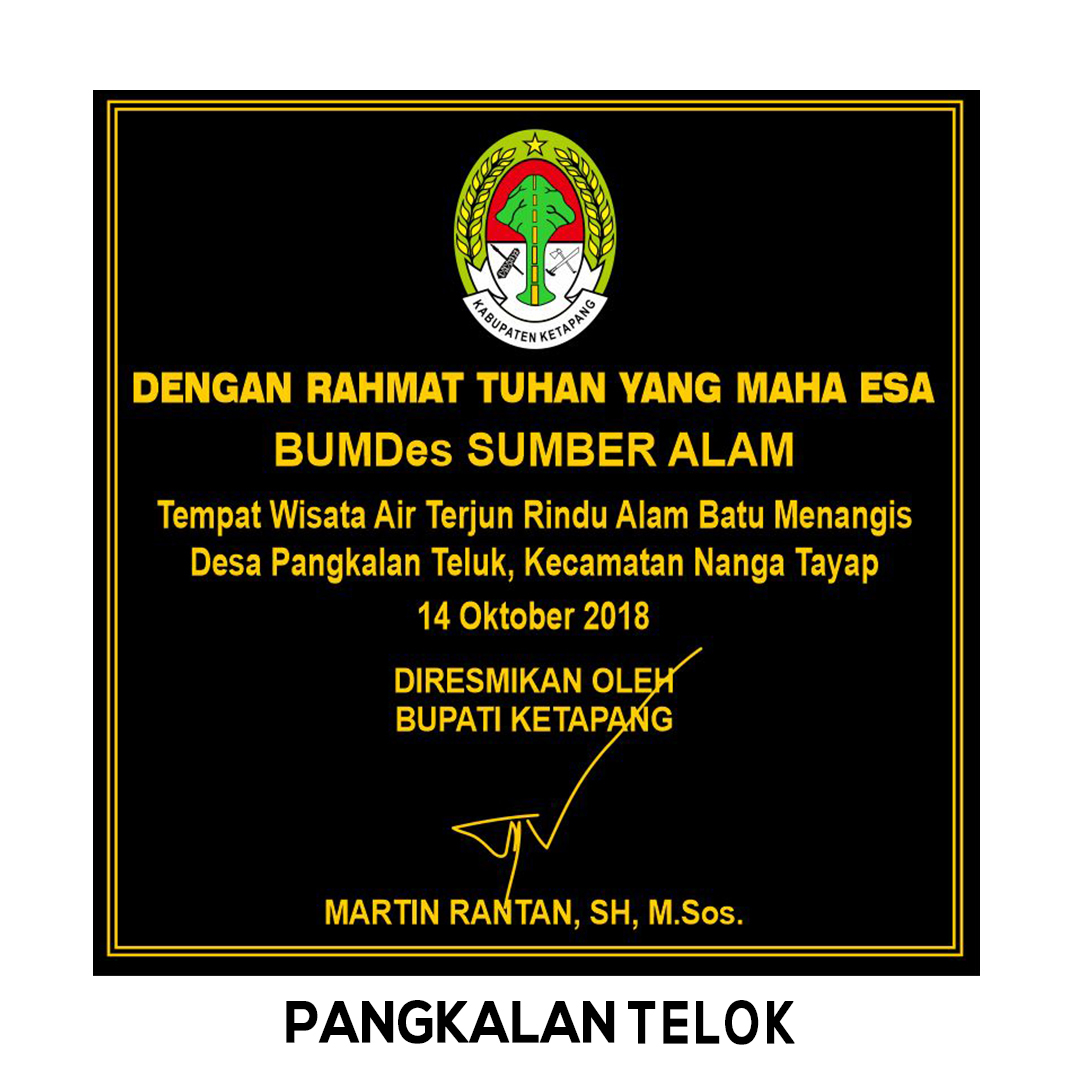 KABUPATEN KETAPANG
DENGAN RAHMAT TUHAN YANG MAHA ESA
BUMDes SUMBER ALAM
Tempat Wisata Air Terjun Rindu Alam Batu Menangis
Desa Pangkalan Teluk, Kecamatan Nanga Tayap
14 Oktober 2018
DIRESMIKAN OLEH
BUPATI KETAPANG
MARTIN RANTAN, SH, M.Sos.
PANGKALAN TELOK